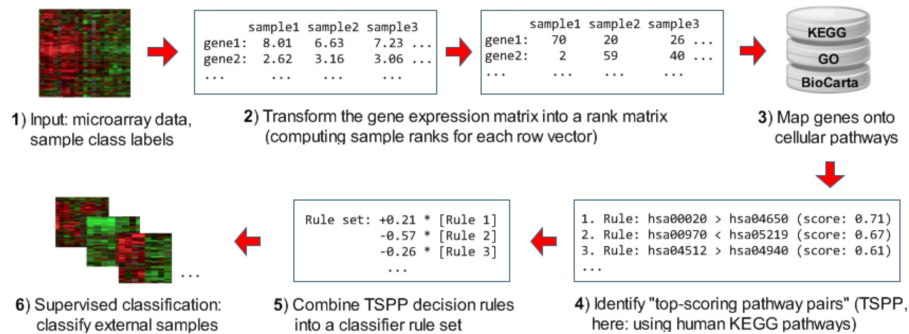 sample1 sample2 sample3
gene1: 8.01 6.63 7.23 ...
gene2: 2.62 3.16 3.06 ...
... ... ... ...
sample1 sample2 sample3
gene1: 70 20 26 ...
gene2: 2 59 40 ...
... ... ... ...
KEGG
GO
BioCarta
1) Input: microarray data,
sample class labels
2) Transform the gene expression matrix into a rank matrix
(computing sample ranks for each row vector)
3) Map genes onto
cellular pathways
1. Rule: hsa00020 > hsa04650 (score: 0.71)
2. Rule: hsa00970 < hsa05219 (score: 0.67)
3. Rule: hsa04512 > hsa04940 (score: 0.61)
...
4) Identify "top-scoring pathway pairs" (TSPP,
here: using human KEGG pathways)
Rule set: +0.21 * [Rule 1]
-0.57 * [Rule 2]
-0.26 * [Rule 3]
...
5) Combine TSPP decision rules
into a classifier rule set
...
6) Supervised classification:
classify external samples